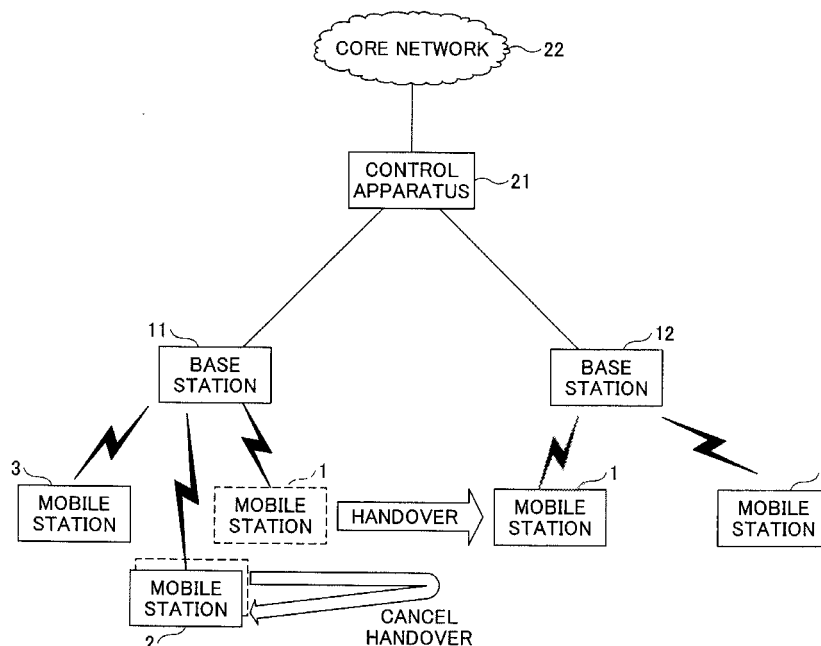 CORE NETWORK
22
CONTROL
APPARATUS
21
11
BASE
STATION
12
BASE
STATION
3
MOBILE
STATION
1
MOBILE
STATION
HANDOVER
1
MOBILE
STATION
MOBILE
STATION
MOBILE
STATION
2
CANCEL
HANDOVER